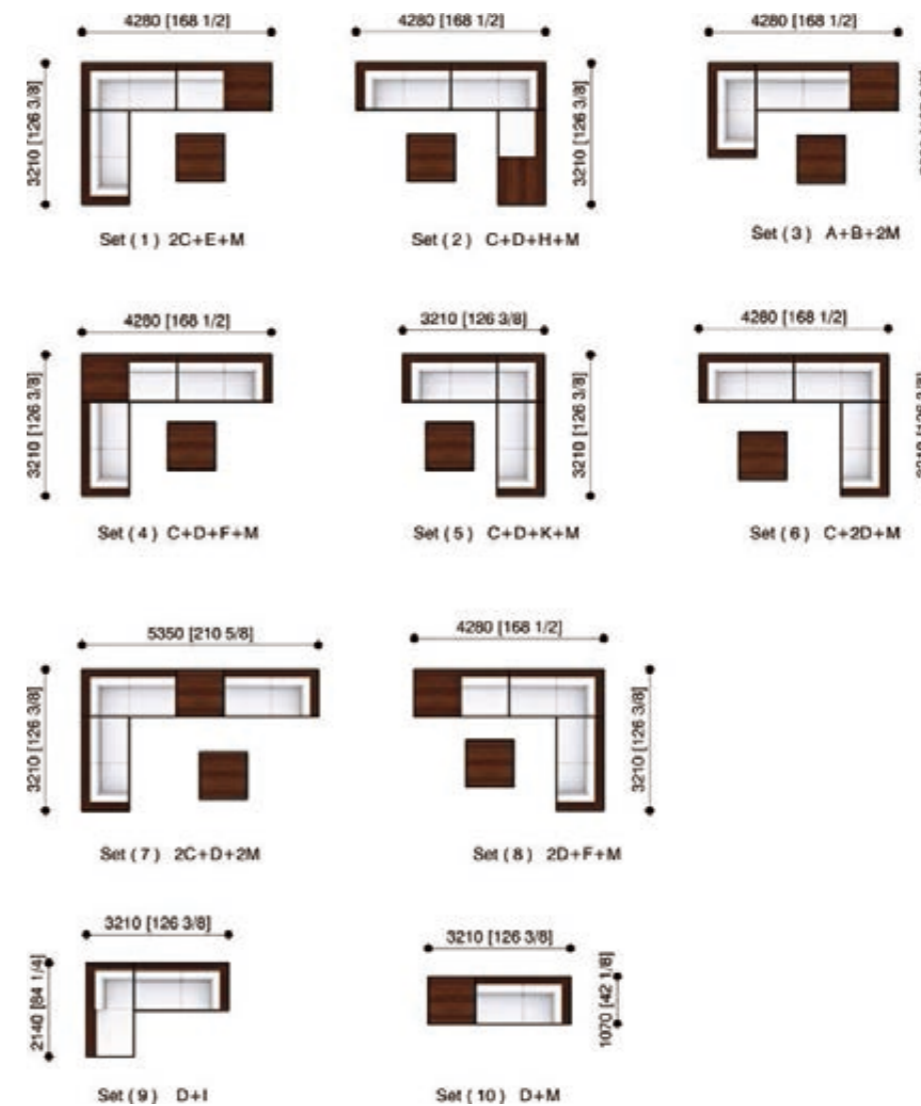 4280 [168 1/2]
3210 [126 3/8]
Set ( 1 ) 2C+E+M
4280 [168 1/2]
3210 [126 3/8]
Set ( 2 ) C+D+H+M
4280 [168 1/2]
Set ( 3 ) A+B+2M
4280 [168 1/2]
3210 [126 3/8]
Set ( 4 ) C+D+F+M
3210 [126 3/8]
3210 [126 3/8]
Set ( 5 ) C+D+K+M
4280 [168 1/2]
3210 [126 3/8]
Set ( 6 ) C+2D+M
5350 [210 5/8]
3210 [126 3/8]
Set ( 7 ) 2C+D+2M
4280 [168 1/2]
3210 [126 3/8]
Set ( 8 ) 2D+F+M
3210 [126 3/8]
2140 [84 1/4]
Set ( 9 ) D+I
3210 [126 3/8]
1070 [42 1/8]
Set ( 10 ) D+M